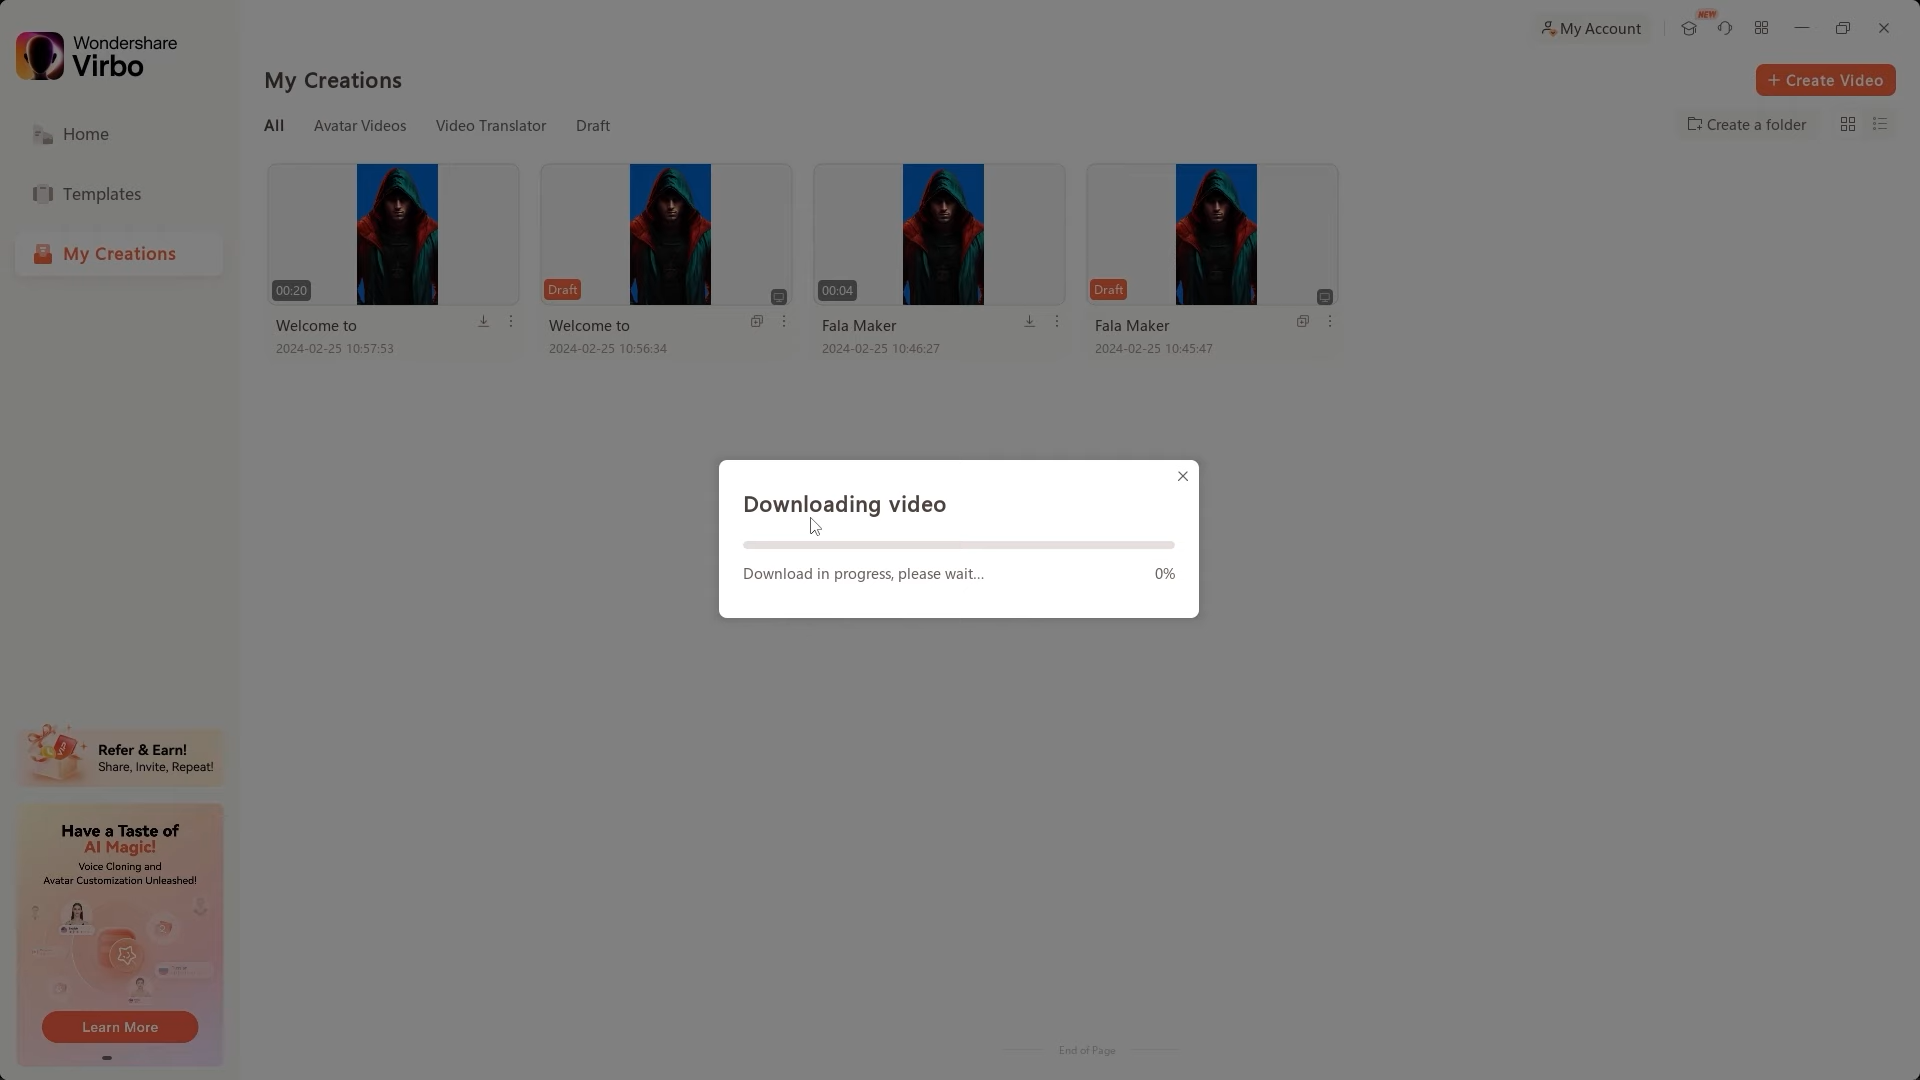 Wondershare
Virbo
My Account
NEW
My Creations
+ Create Video
Home
All
Avatar Videos
Video Translator
Draft
Create a folder
Templates
My Creations
00:20
Draft
00:04
Draft
Welcome to
Welcome to
Fala Maker
Fala Maker
2024-02-25 10:57:53
2024-02-25 10:56:34
2024-02-25 10:46:27
2024-02-25 10:45:47
Downloading video
Download in progress, please wait...
0%
Refer & Earn!
Share, Invite, Repeat!
Have a Taste of
AI Magic!
Voice Cloning and
Avatar Customization Unleashed!
Learn More
End of Page